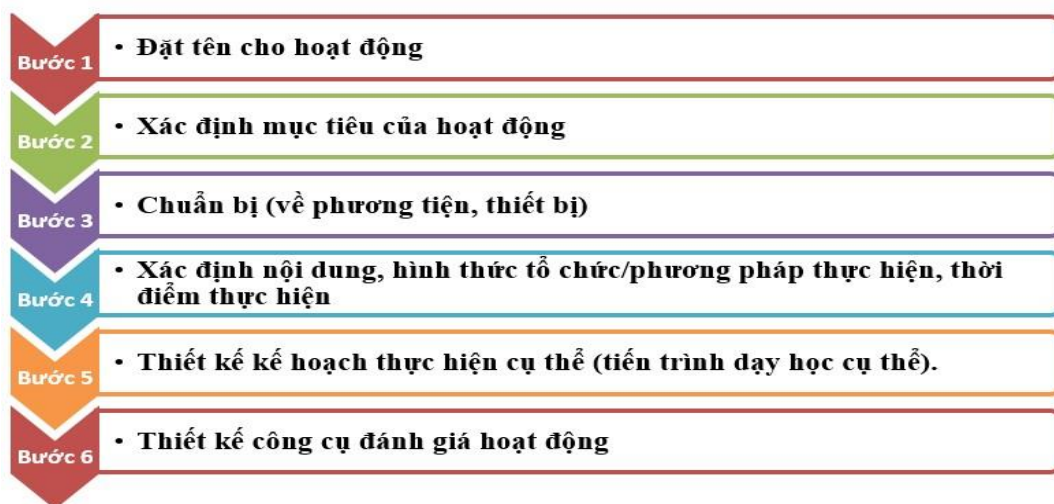 Bước 1
• Đặt tên cho hoạt động
Bước 2
• Xác định mục tiêu của hoạt động
Bước 3
• Chuẩn bị (về phương tiện, thiết bị)
Bước 4
• Xác định nội dung, hình thức tổ chức/phương pháp thực hiện, thời
điểm thực hiện
Bước 5
• Thiết kế kế hoạch thực hiện cụ thể (tiến trình dạy học cụ thể).
Bước 6
• Thiết kế công cụ đánh giá hoạt động